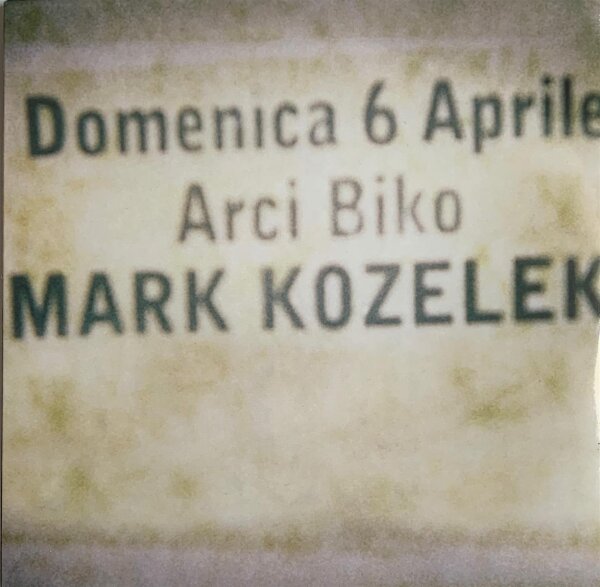 Domenica 6 Aprile
Arci Biko
MARK KOZELEK